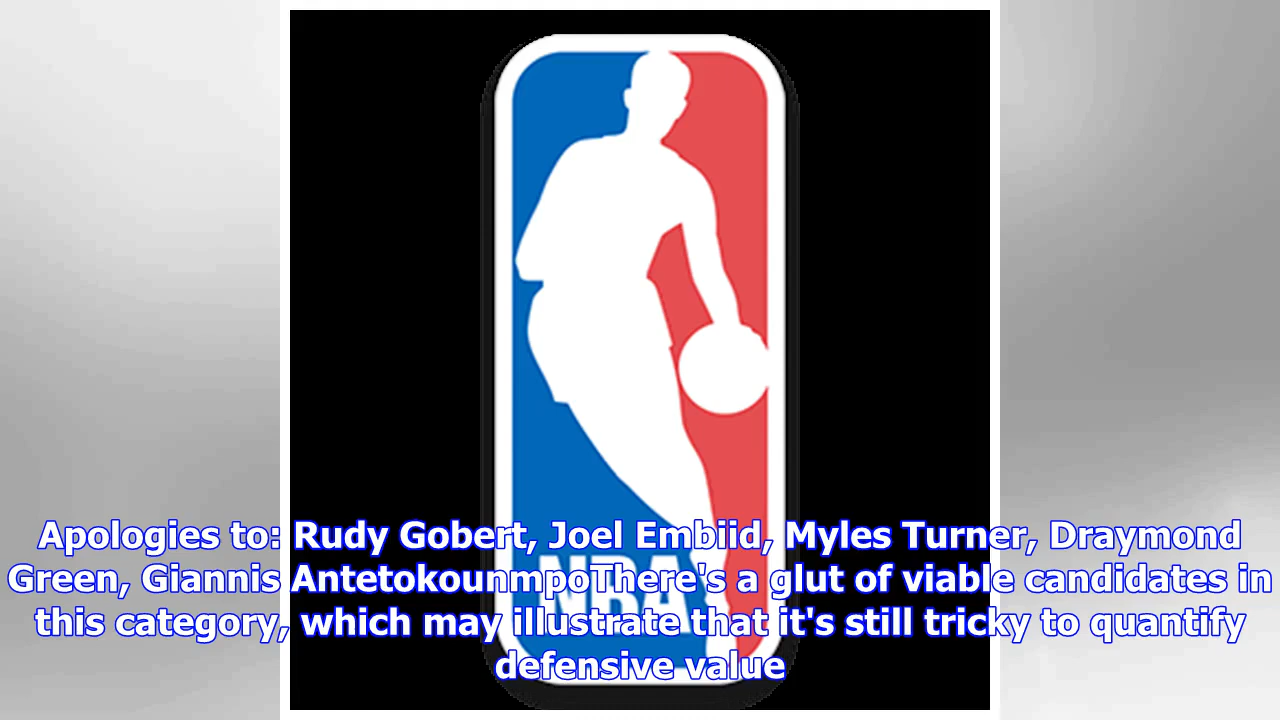 Apologies to: Rudy Gobert, Joel Embiid, Myles Turner, Draymond
Green, Giannis AntetokounmpoThere's a glut of viable candidates in
this category, which may illustrate that it's still tricky to quantify
defensive value
NBA